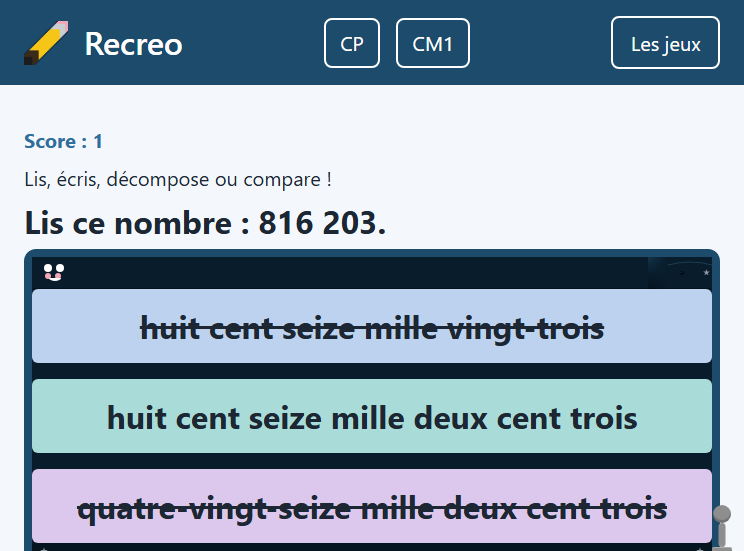 Recreo
CP
CM1
Les jeux
Score : 1
Lis, écris, décompose ou compare !
Lis ce nombre : 816 203.
huit cent seize mille vingt-trois
huit cent seize mille deux cent trois
quatre-vingt-seize mille deux cent trois